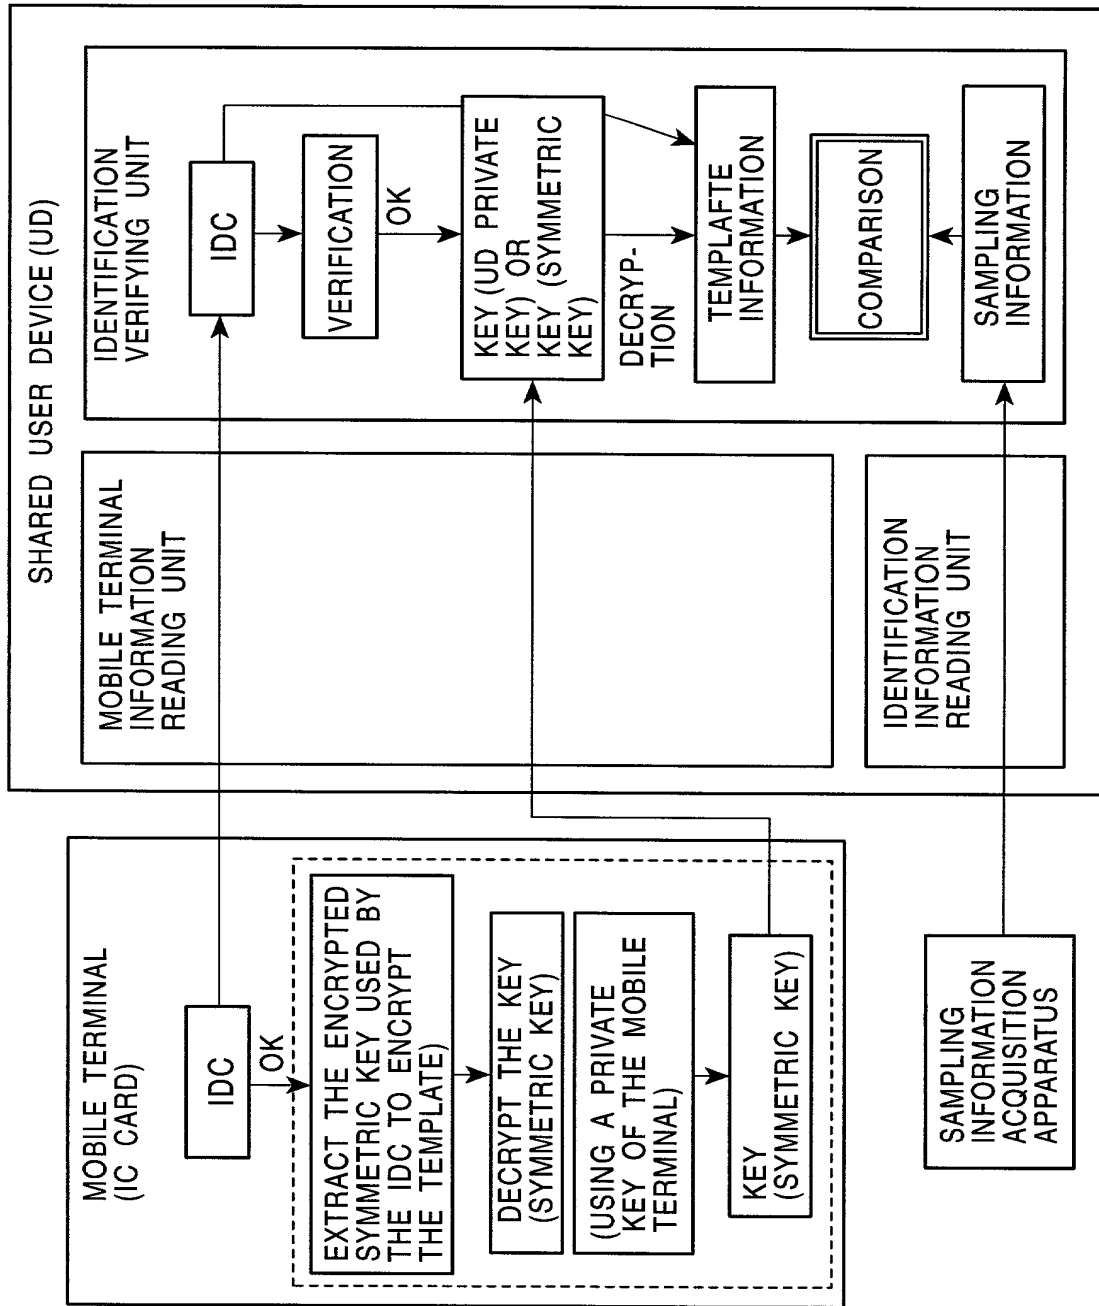 SHARED USER DEVICE (UD)
MOBILE TERMINAL
(IC CARD)
IDC
OK
EXTRACT THE ENCRYPTED
SYMMETRIC KEY USED BY
THE IDC TO ENCRYPT
THE TEMPLATE)
DECRYPT THE KEY
(SYMMETRIC KEY)
(USING A PRIVATE
KEY OF THE MOBILE
TERMINAL)
KEY
(SYMMETRIC KEY)
SAMPLING
INFORMATION
ACQUISITION
APPARATUS
MOBILE TERMINAL
INFORMATION
READING UNIT
IDENTIFICATION
INFORMATION
READING UNIT
IDENTIFICATION
VERIFYING UNIT
IDC
VERIFICATION
OK
KEY (UD PRIVATE
KEY) OR
KEY (SYMMETRIC
KEY)
DECRYP-
TION
TEMPLAFTE
INFORMATION
COMPARISON
SAMPLING
INFORMATION